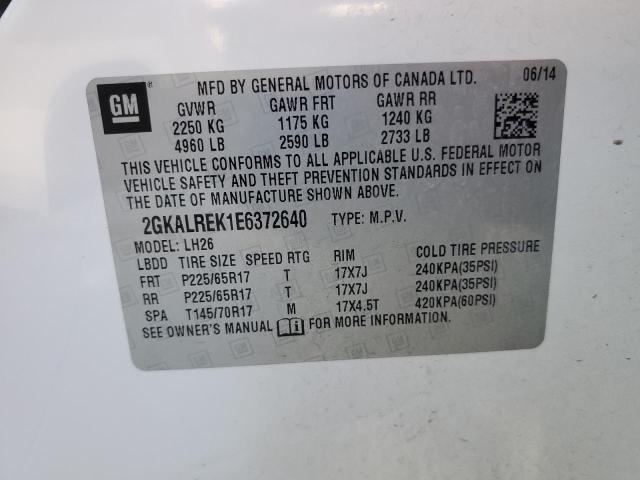 GM ® MFD BY GENERAL MOTORS OF CANADA LTD. 06/14
GVWR GAWR FRT GAWR RR
2250 KG 1175 KG 1240 KG
4960 LB 2590 LB 2733 LB
THIS VEHICLE CONFORMS TO ALL APPLICABLE U.S. FEDERAL MOTOR
VEHICLE SAFETY AND THEFT PREVENTION STANDARDS IN EFFECT ON
THE DATE OF MANUFACTURE SHOWN ABOVE.
2GKALREK1E6372640 TYPE: M.P.V.
MODEL: LH26
LBDD TIRE SIZE SPEED RTG RIM COLD TIRE PRESSURE
FRT P225/65R17 T 17X7J 240KPA(35PSI)
RR P225/65R17 T 17X7J 240KPA(35PSI)
SPA T145/70R17 M 17X4.5T 420KPA(60PSI)
SEE OWNER'S MANUAL FOR MORE INFORMATION.